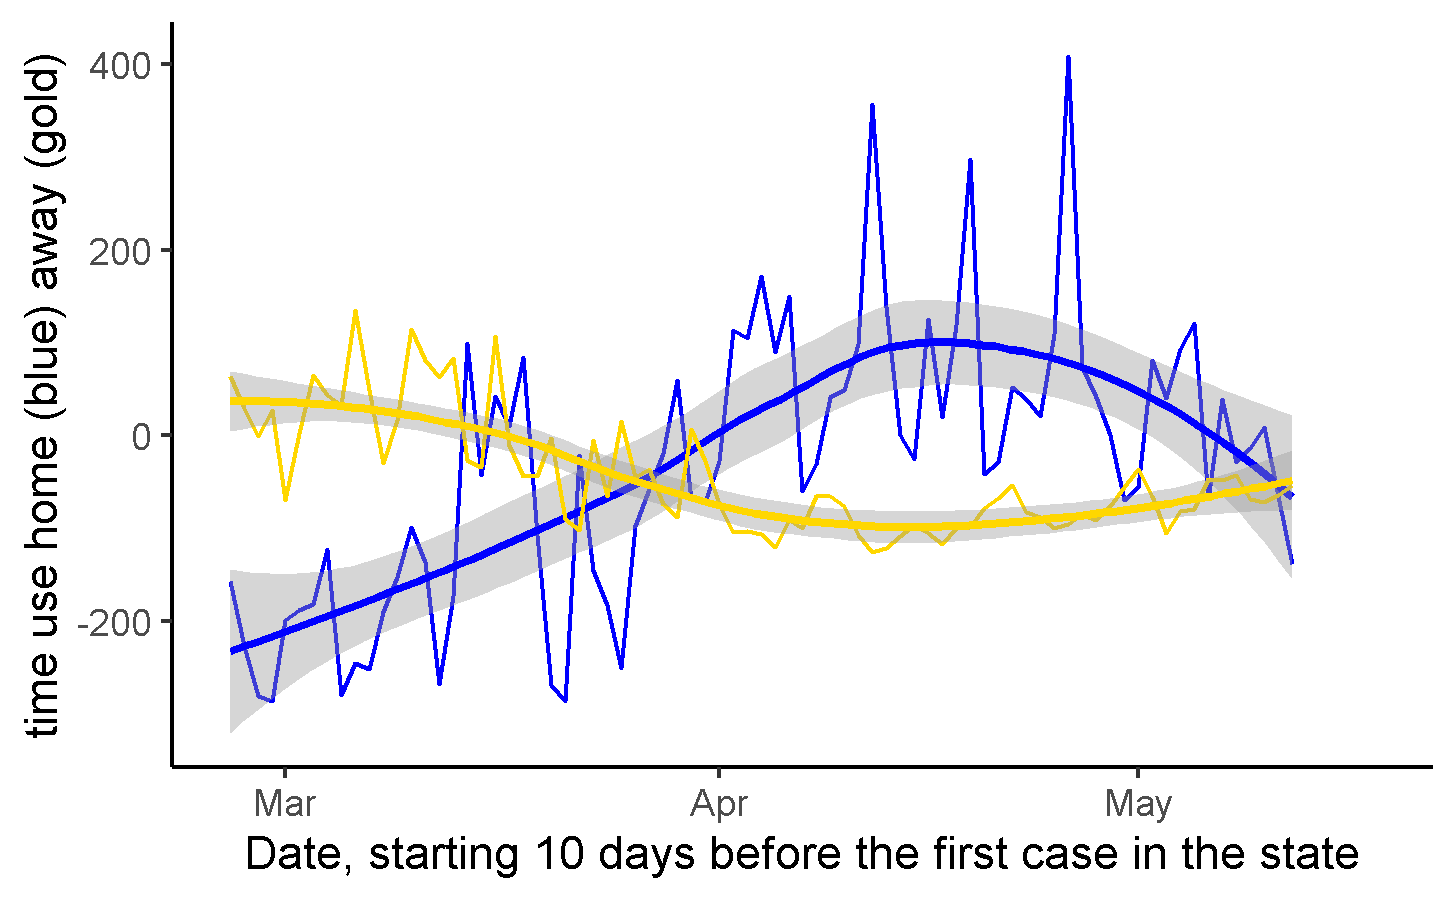 time use home (blue) away (gold)
400
200
0
-200
Mar
Apr
May
Date, starting 10 days before the first case in the state